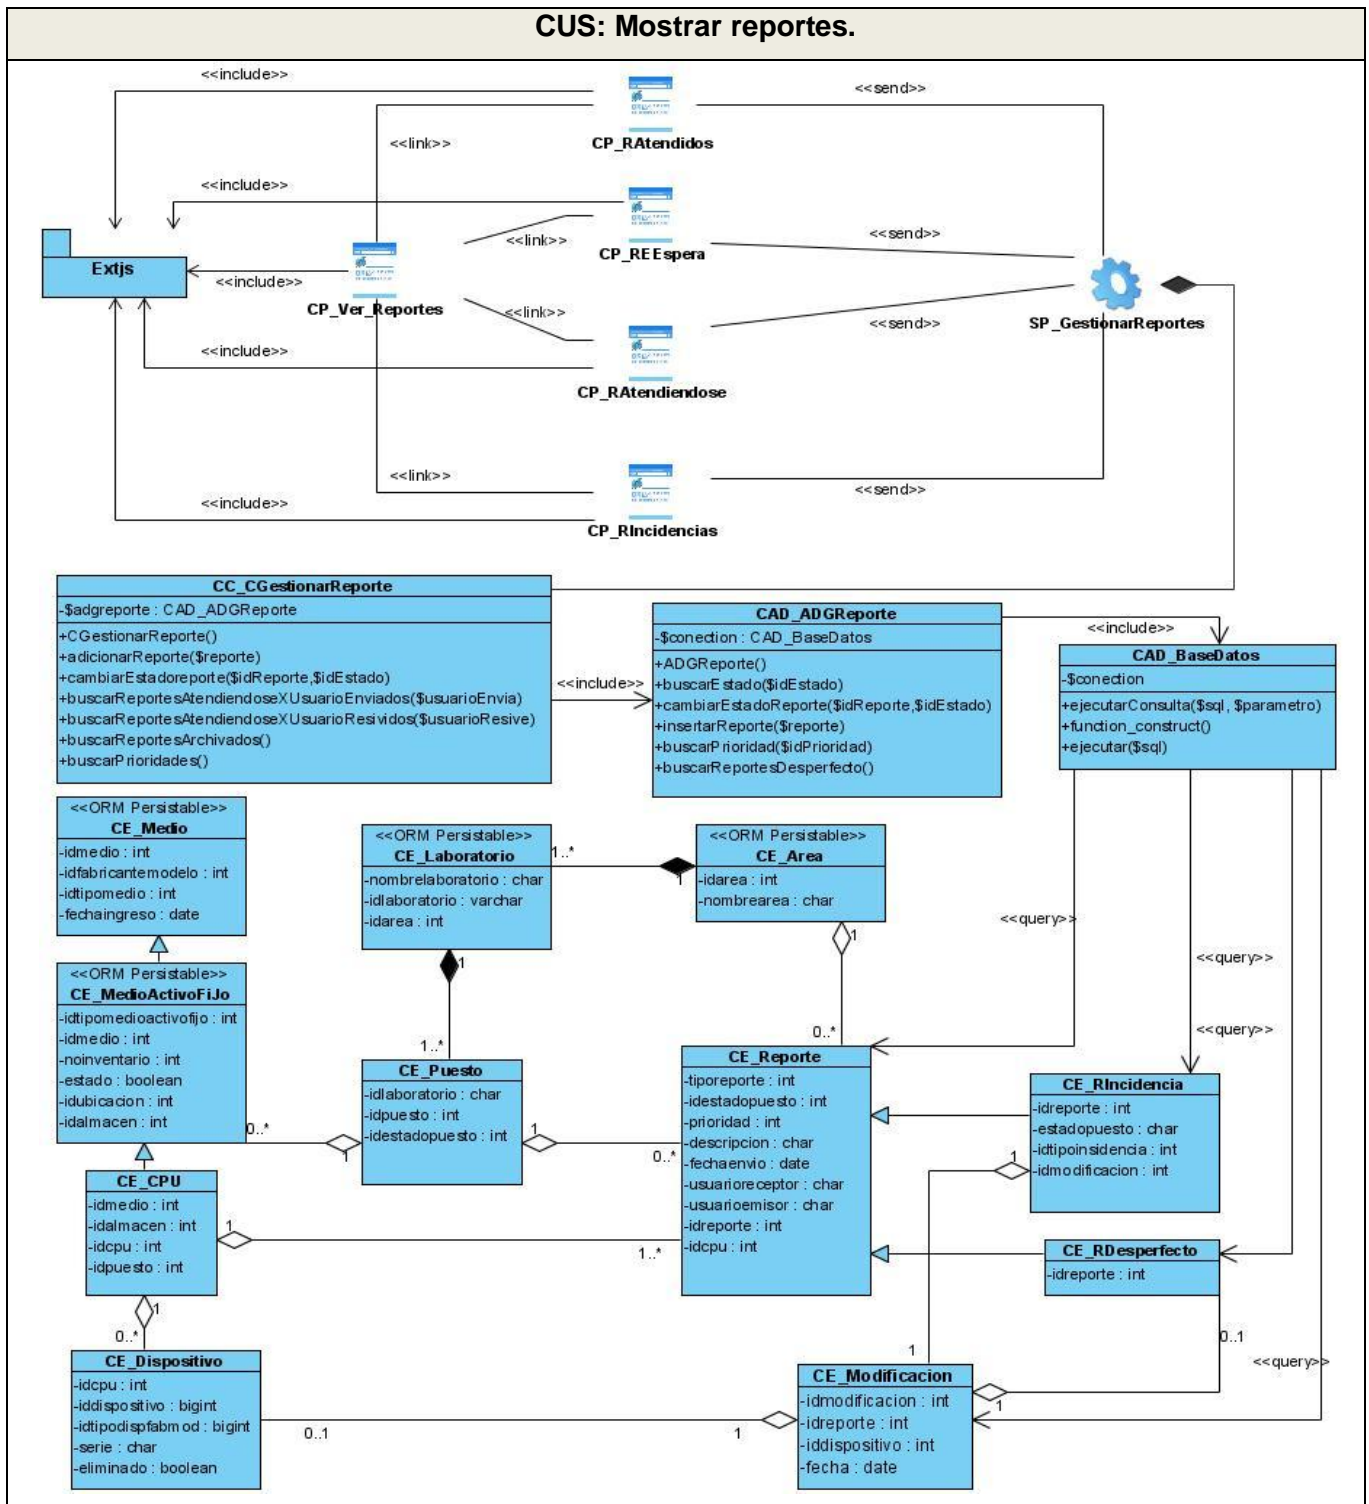 CUS: Mostrar reportes.
<<include>>
<<send>>
<<link>>
CP_RAtendidos
<<include>>
<<link>>
<<send>>
CP_REEspera
Extjs
<<include>>
CP_Ver_Reportes
<<link>>
SP_GestionarReportes
<<send>>
<<include>>
CP_RAtendiendose
<<link>>
<<include>>
<<send>>
CP_RIncidencias
CC_CGestionarReporte
-$adgreporte : CAD_ADGReporte
+CGestionarReporte()
+adicionarReporte($reporte)
+cambiarEstadoreporte($idReporte,$idEstado)
+buscarReportesAtendiendoseXUsuarioEnviados($usuarioEnvia)
+buscarReportesAtendiendoseXUsuarioResividos($usuarioResive)
+buscarReportesArchivados()
+buscarPrioridades()
<<include>>
CAD_ADGReporte
-$conection : CAD_BaseDatos
+ADGReporte()
+buscarEstado($idEstado)
+cambiarEstadoReporte($idReporte,$idEstado)
+insertarReporte($reporte)
+buscarPrioridad($idPrioridad)
+buscarReportesDesperfecto()
<<include>>
CAD_BaseDatos
-$conection
+ejecutarConsulta($sql, $parametro)
+function_construct()
+ejecutar($sql)
<<ORM Persistable>>
CE_Medio
-idmedio : int
-idfabricantemodelo : int
-idtipomedio : int
-fechaingreso : date
<<ORM Persistable>>
CE_Laboratorio
-nombrelaboratorio : char
-idlaboratorio : varchar
-idarea : int
1..*
1
<<ORM Persistable>>
CE_Area
-idarea : int
-nombrearea : char
1
0..*
<<query>>
<<query>>
<<query>>
<<ORM Persistable>>
CE_MedioActivoFiJo
-idtipomedioactivofijo : int
-idmedio : int
-noinventario : int
-estado : boolean
-idubicacion : int
-idalmacen : int
0..*
1
1
1..*
CE_Puesto
-idlaboratorio : char
-idpuesto : int
-idestadopuesto : int
1
0..*
CE_Reporte
-tiporeporte : int
-idestadopuesto : int
-prioridad : int
-descripcion : char
-fechaenvio : date
-usuarioreceptor : char
-usuarioemisor : char
-idreporte : int
-idcpu : int
CE_RIncidencia
-idreporte : int
-estadopuesto : char
-idtipoinsidencia : int
-idmodificacion : int
1
CE_CPU
-idmedio : int
-idalmacen : int
-idcpu : int
-idpuesto : int
1
1..*
CE_RDesperfecto
-idreporte : int
1
0..*
CE_Dispositivo
-idcpu : int
-iddispositivo : bigint
-idtipodispfabmod : bigint
-serie : char
-eliminado : boolean
0..1
1
1
0..1
<<query>>
CE_Modificacion
-idmodificacion : int
-idreporte : int
-iddispositivo : int
-fecha : date
1